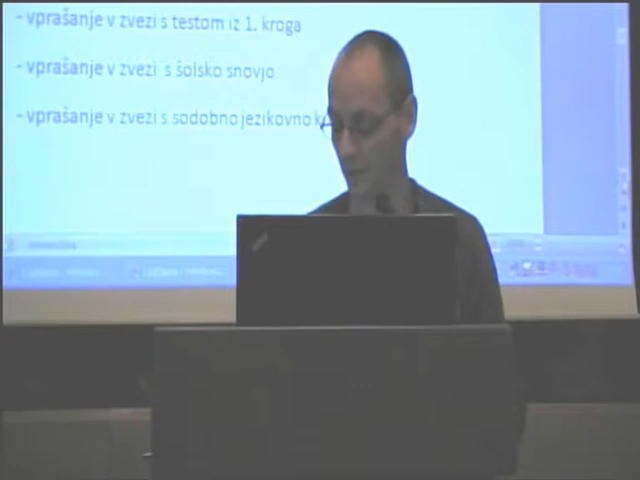 - vprašanje v zvezi s testom iz 1. kroga
- vprašanje v zvezi s šolsko snovjo
- vprašanje v zvezi s sodobno jezikovno